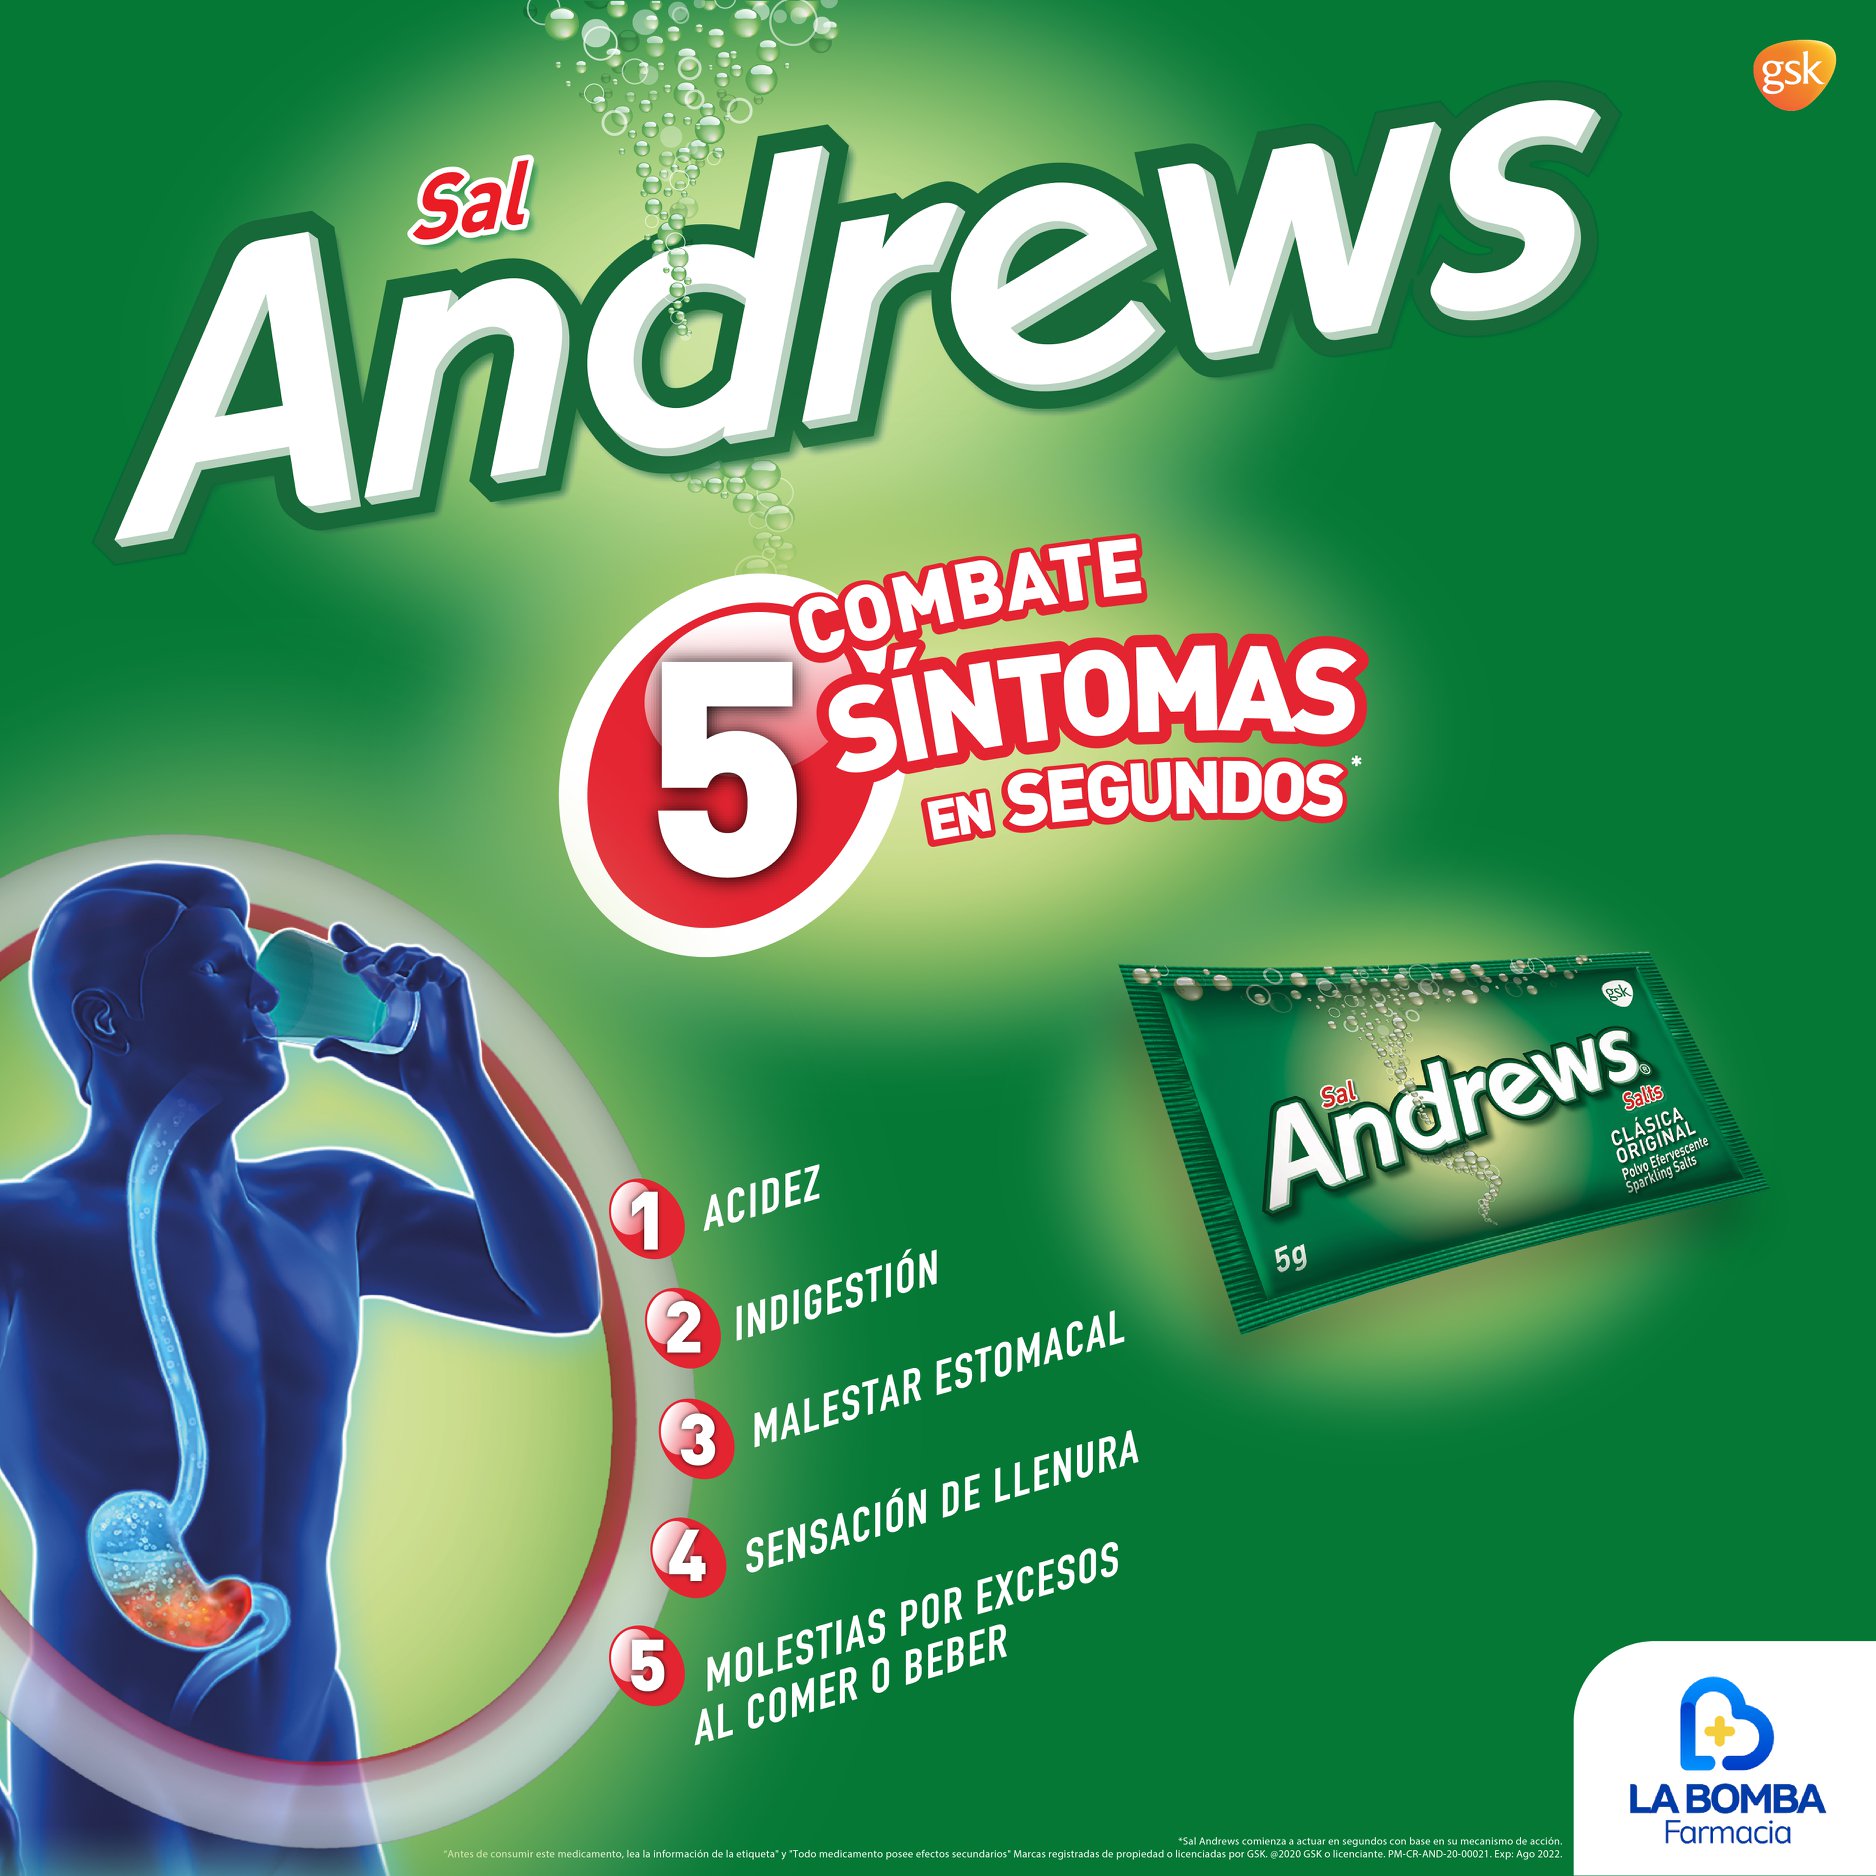 gsk
Sal
Andrews
COMBATE
5 SÍNTOMAS
EN SEGUNDOS*
gsk
Sal
Andrews®
Salts
CLÁSICA
ORIGINAL
Polvo Efervescente
Sparkling Salts
5g
1 ACIDEZ
2 INDIGESTIÓN
3 MALESTAR ESTOMACAL
4 SENSACIÓN DE LLENURA
5 MOLESTIAS POR EXCESOS
AL COMER O BEBER
LA BOMBA
Farmacia
*Sal Andrews comienza a actuar en segundos con base en su mecanismo de acción.
"Antes de consumir este medicamento, lea la información de la etiqueta" y "Todo medicamento posee efectos secundarios" Marcas registradas de propiedad o licenciadas por GSK. @2020 GSK o licenciante. PM-CR-AND-20-00021. Exp: Ago 2022.